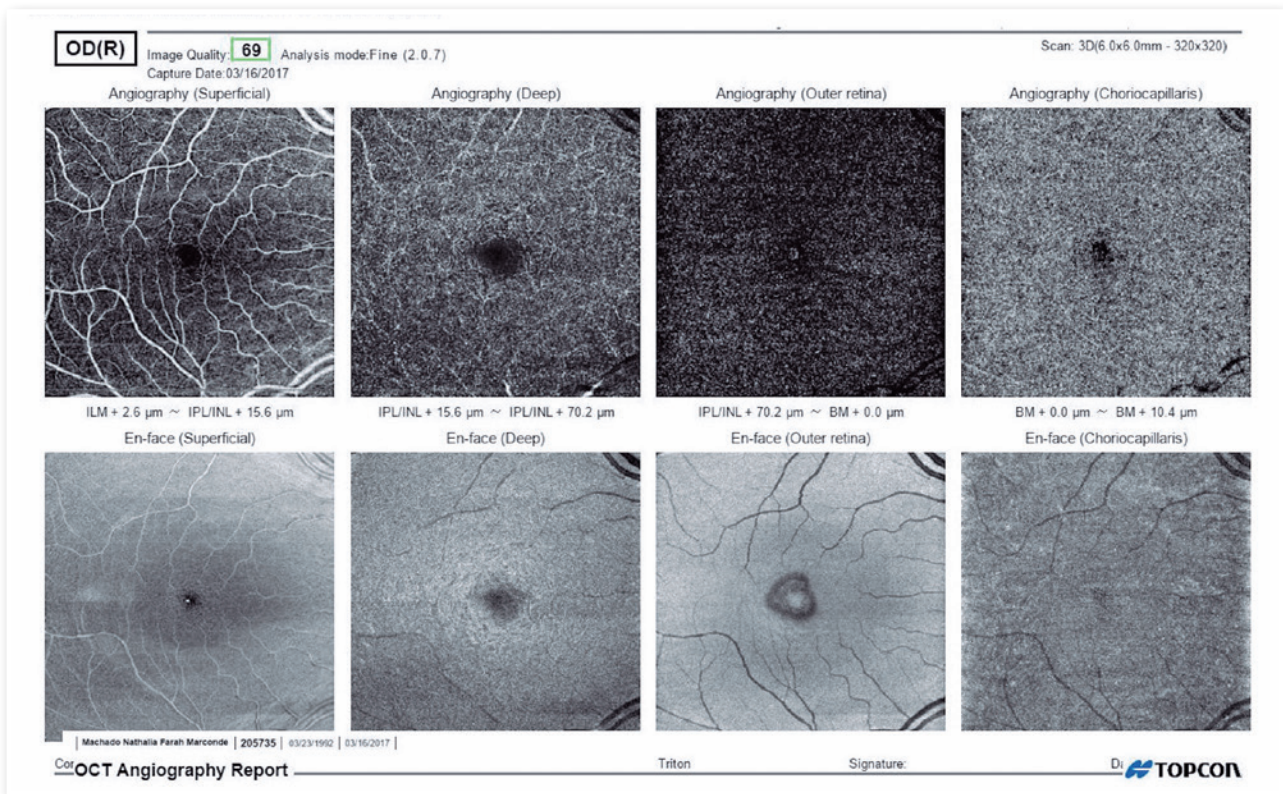 OD(R)
Image Quality: 69 Analysis mode:Fine (2.0.7)
Scan: 3D(6.0x6.0mm - 320x320)
Capture Date:03/16/2017
Angiography (Superficial) Angiography (Deep) Angiography (Outer retina) Angiography (Choriocapillaris)
ILM + 2.6 μm ~ IPL/INL + 15.6 μm IPL/INL + 15.6 μm ~ IPL/INL + 70.2 μm IPL/INL + 70.2 μm ~ BM + 0.0 μm BM + 0.0 μm ~ BM + 10.4 μm
En-face (Superficial) En-face (Deep) En-face (Outer retina) En-face (Choriocapillaris)
Machado Nathalia Farah Marconde | 205735 | 03/23/1992 | 03/16/2017 |
OCT Angiography Report Triton Signature: TOPCON